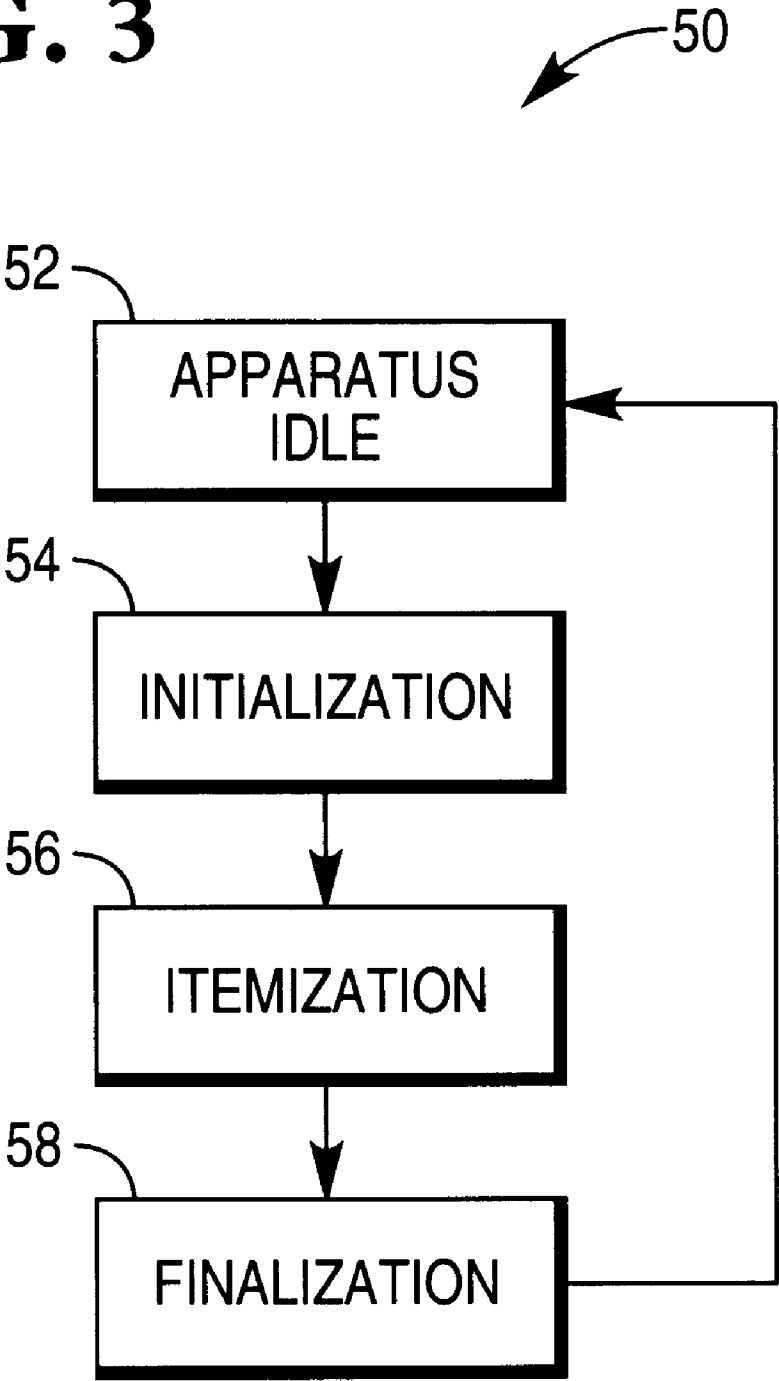 . 3
50
52
APPARATUS
IDLE
54
INITIALIZATION
56
ITEMIZATION
58
FINALIZATION